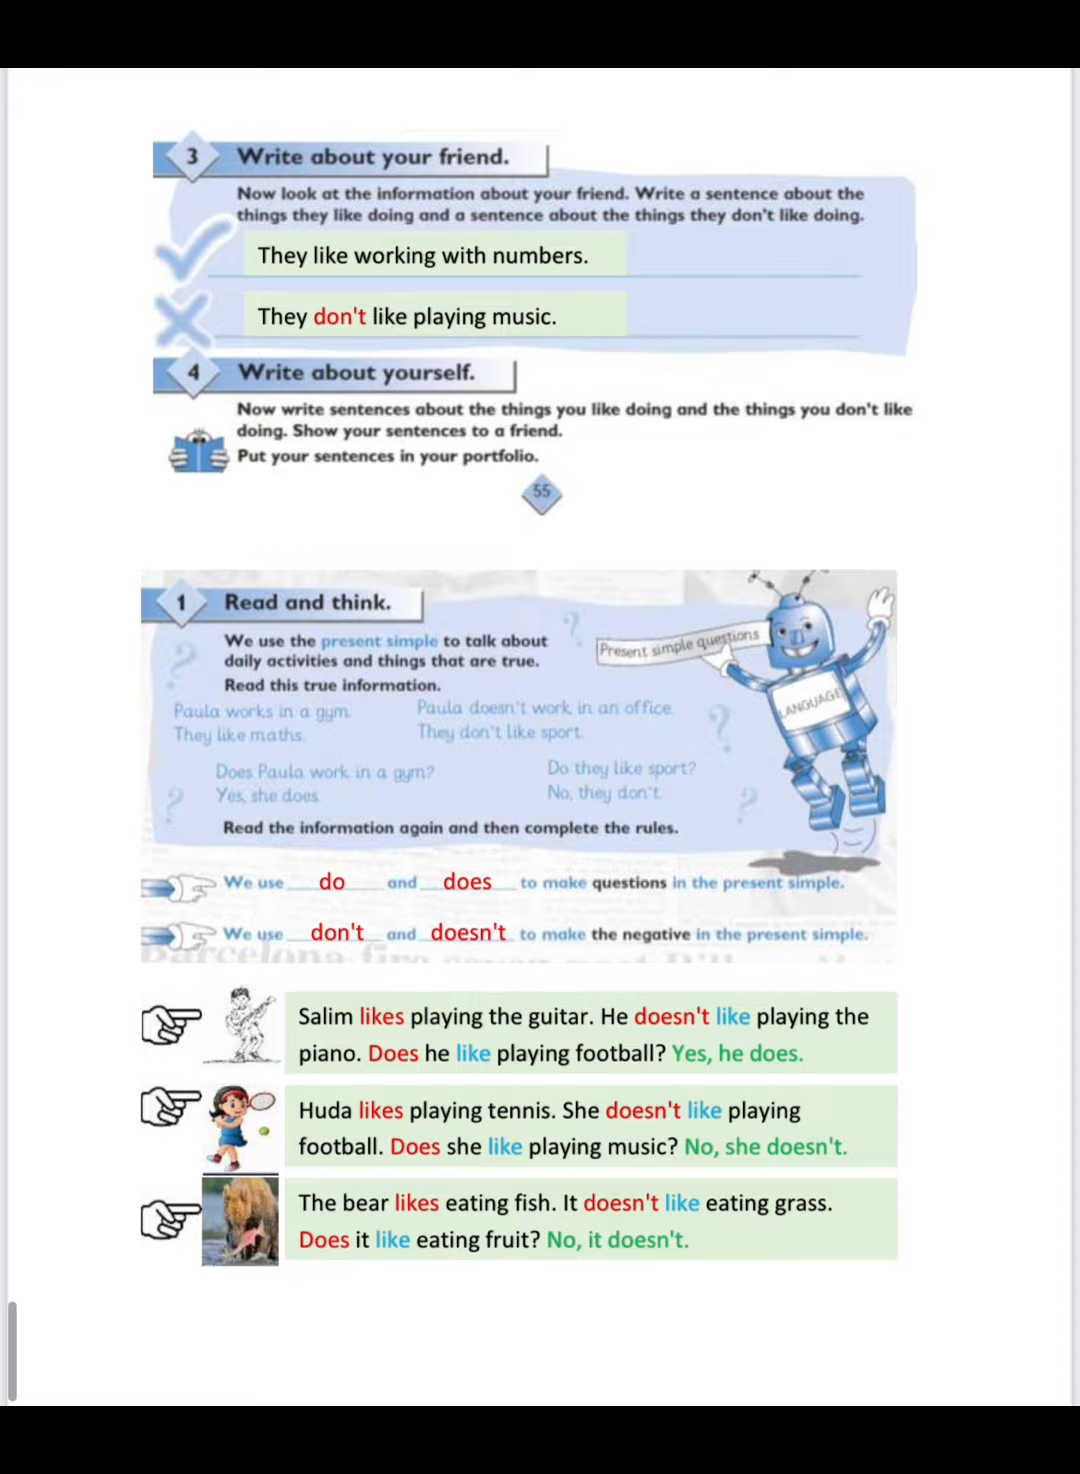 3 Write about your friend.
Now look at the information about your friend. Write a sentence about the
things they like doing and a sentence about the things they don't like doing.
They like working with numbers.
They don't like playing music.
4 Write about yourself.
Now write sentences about the things you like doing and the things you don't like
doing. Show your sentences to a friend.
Put your sentences in your portfolio.
55
1 Read and think.
We use the present simple to talk about
daily activities and things that are true.
Read this true information.
Present simple questions
LANGUAGE
Paula works in a gym. Paula doesn't work in an office.
They like maths. They don't like sport.
Does Paula work in a gym? Do they like sport?
Yes, she does. No, they don't.
Read the information again and then complete the rules.
We use do and does to make questions in the present simple.
We use don't and doesn't to make the negative in the present simple.
Salim likes playing the guitar. He doesn't like playing the
piano. Does he like playing football? Yes, he does.
Huda likes playing tennis. She doesn't like playing
football. Does she like playing music? No, she doesn't.
The bear likes eating fish. It doesn't like eating grass.
Does it like eating fruit? No, it doesn't.